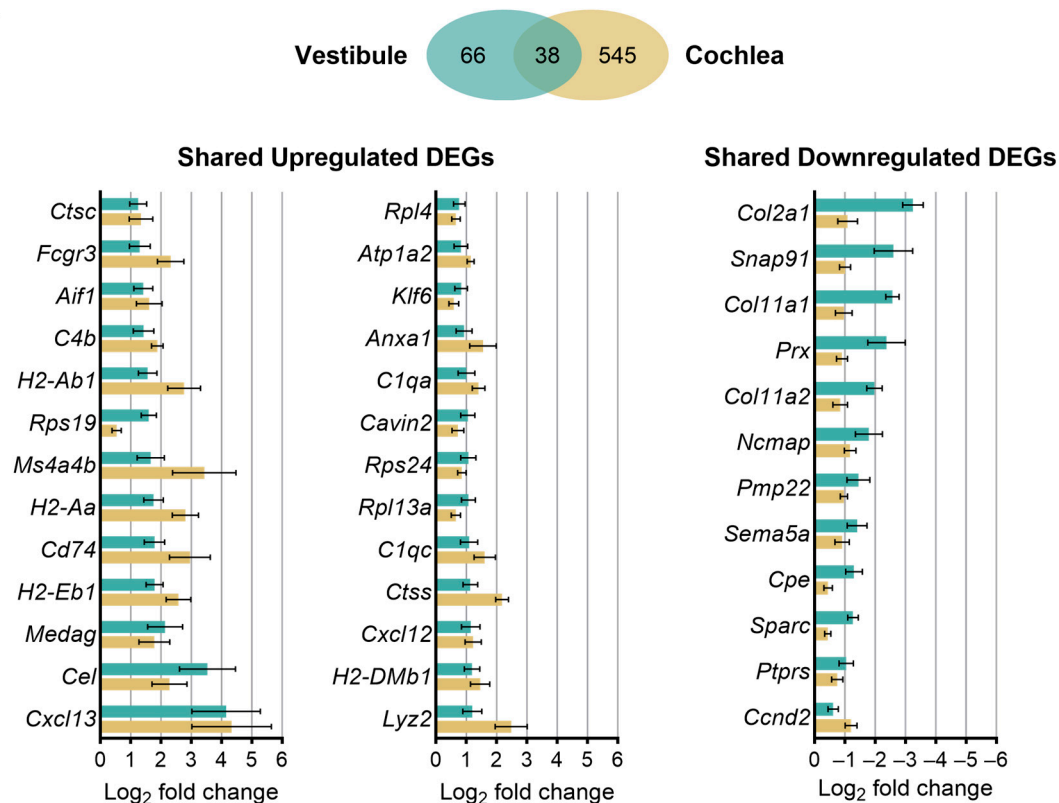 Vestibule 66 38 545 Cochlea
Shared Upregulated DEGs
Ctsc
Fcgr3
Aif1
C4b
H2-Ab1
Rps19
Ms4a4b
H2-Aa
Cd74
H2-Eb1
Medag
Cel
Cxcl13
0 1 2 3 4 5 6
Log2 fold change
Rpl4
Atp1a2
Klf6
Anxa1
C1qa
Cavin2
Rps24
Rpl13a
C1qc
Ctss
Cxcl12
H2-DMb1
Lyz2
0 1 2 3 4 5 6
Log2 fold change
Shared Downregulated DEGs
Col2a1
Snap91
Col11a1
Prx
Col11a2
Ncmap
Pmp22
Sema5a
Cpe
Sparc
Ptprs
Ccnd2
0 –1 –2 –3 –4 –5 –6
Log2 fold change